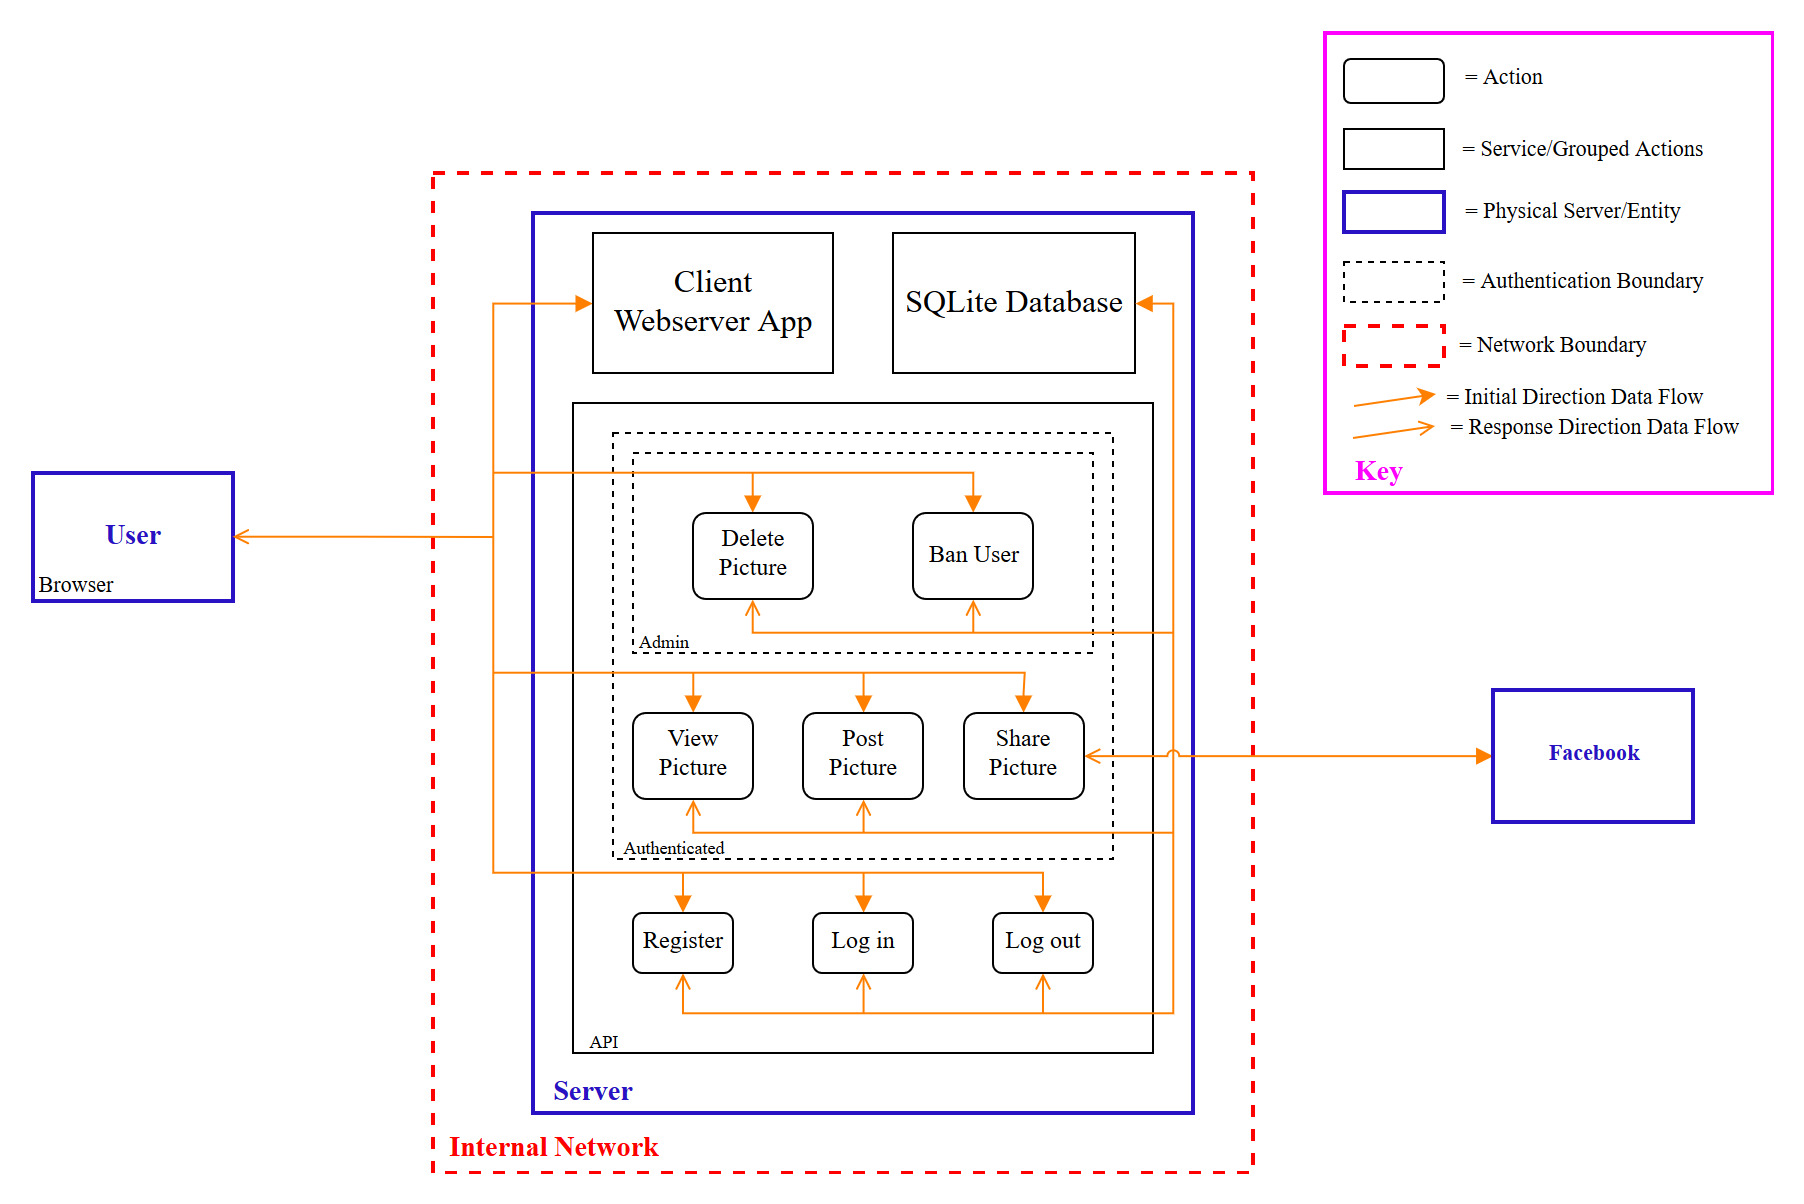 = Action
= Service/Grouped Actions
= Physical Server/Entity
= Authentication Boundary
= Network Boundary
= Initial Direction Data Flow
= Response Direction Data Flow
Key
Client
Webserver App
SQLite Database
User
Browser
Delete
Picture
Ban User
Admin
View
Picture
Post
Picture
Share
Picture
Facebook
Authenticated
Register
Log in
Log out
API
Server
Internal Network